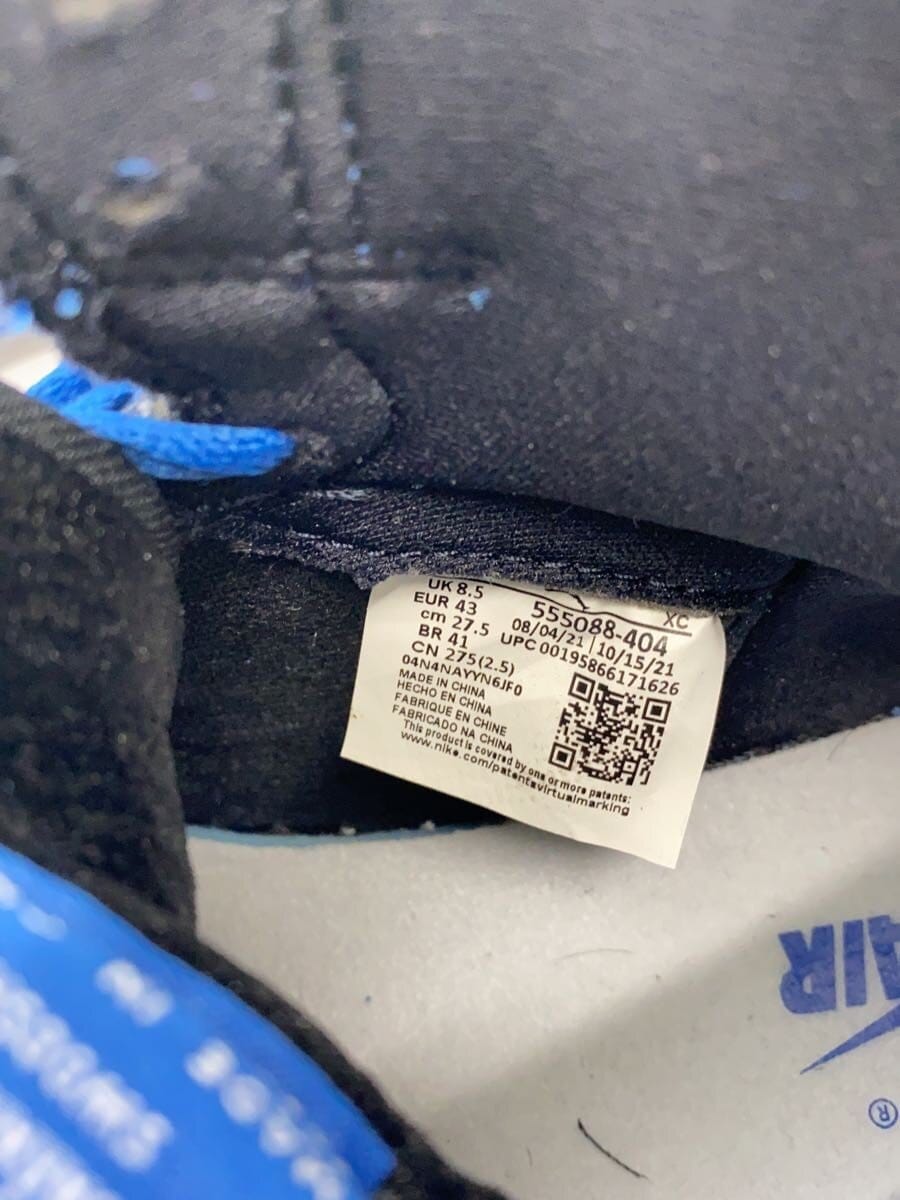 UK 8.5
EUR 43
cm 27.5
BR 41
CN 275(2.5)
04N4NAYYN6JF0
MADE IN CHINA
HECHO EN CHINA
FABRIQUE EN CHINE
FABRICADO NA CHINA
This product is covered by one or more patents:
www.nike.com/patentsvirtualmarking
XC
555088-404
08/04/21 | 10/15/21
UPC 00195866171626
AIR
®